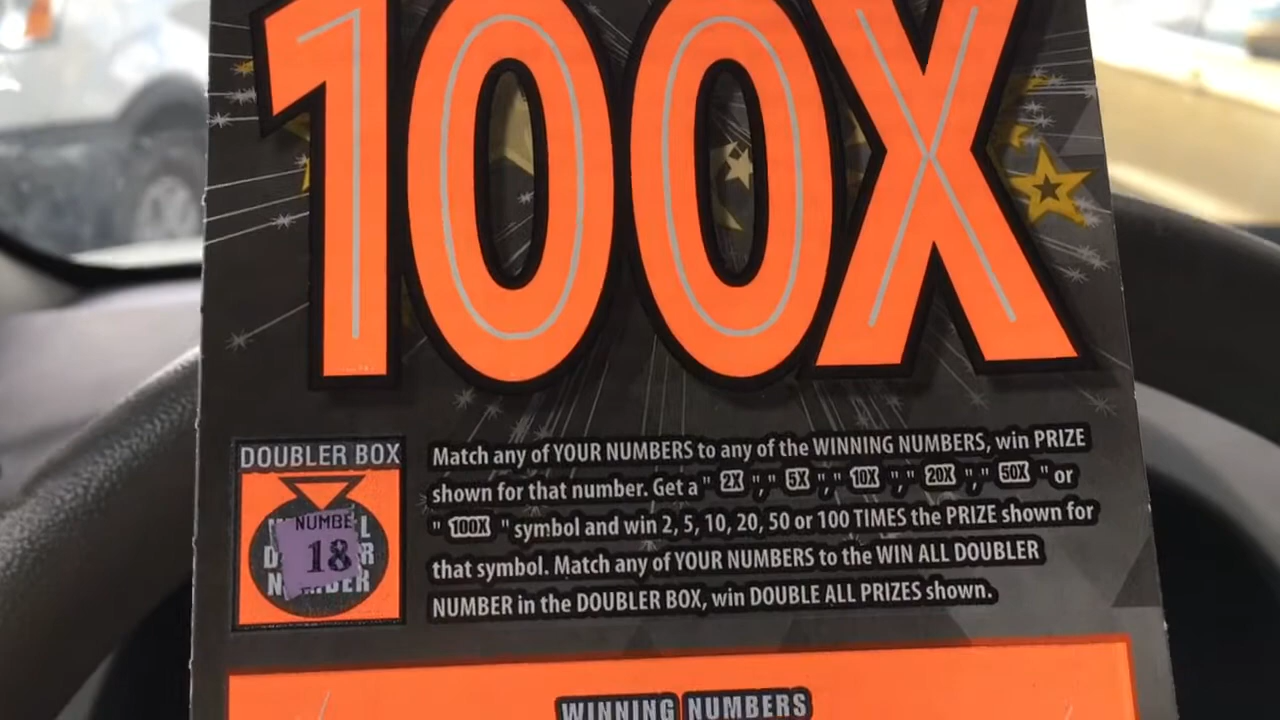 100X
DOUBLER BOX
NUMBE
18
Match any of YOUR NUMBERS to any of the WINNING NUMBERS, win PRIZE
shown for that number. Get a " 2X "," 5X "," 10X "," 20X "," 50X " or
" 100X " symbol and win 2, 5, 10, 20, 50 or 100 TIMES the PRIZE shown for
that symbol. Match any of YOUR NUMBERS to the WIN ALL DOUBLER
NUMBER in the DOUBLER BOX, win DOUBLE ALL PRIZES shown.
WINNING NUMBERS